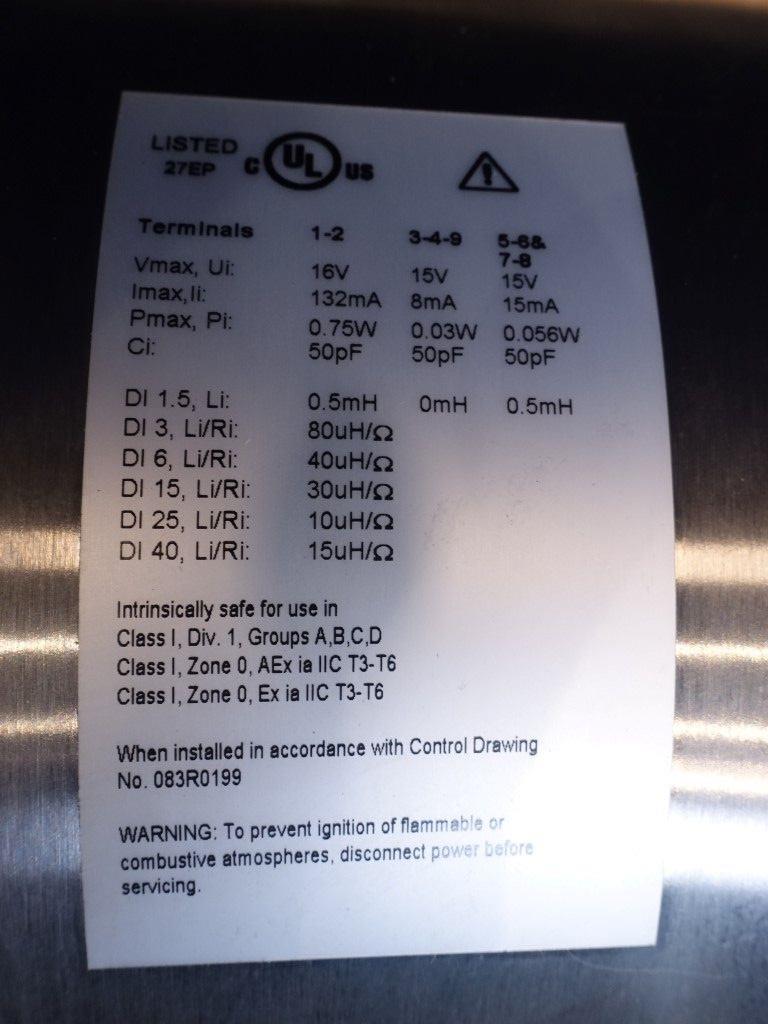 LISTED
27EP
C UL US
Terminals 1-2 3-4-9 5-6&
7-8
Vmax, Ui: 16V 15V 15V
Imax,Ii: 132mA 8mA 15mA
Pmax, Pi: 0.75W 0.03W 0.056W
Ci: 50pF 50pF 50pF
DI 1.5, Li: 0.5mH 0mH 0.5mH
DI 3, Li/Ri: 80uH/Ω
DI 6, Li/Ri: 40uH/Ω
DI 15, Li/Ri: 30uH/Ω
DI 25, Li/Ri: 10uH/Ω
DI 40, Li/Ri: 15uH/Ω
Intrinsically safe for use in
Class I, Div. 1, Groups A,B,C,D
Class I, Zone 0, AEx ia IIC T3-T6
Class I, Zone 0, Ex ia IIC T3-T6
When installed in accordance with Control Drawing
No. 083R0199
WARNING: To prevent ignition of flammable or
combustive atmospheres, disconnect power before
servicing.